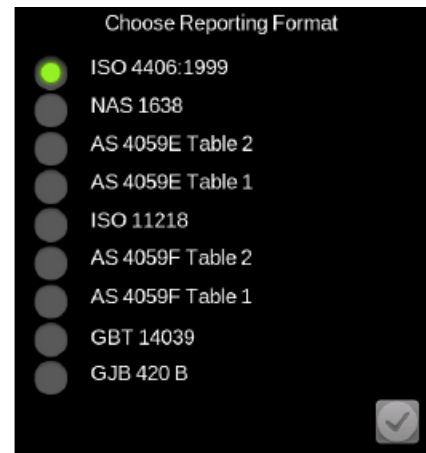 Choose Reporting Format
ISO 4406:1999
NAS 1638
AS 4059E Table 2
AS 4059E Table 1
ISO 11218
AS 4059F Table 2
AS 4059F Table 1
GBT 14039
GJB 420 B